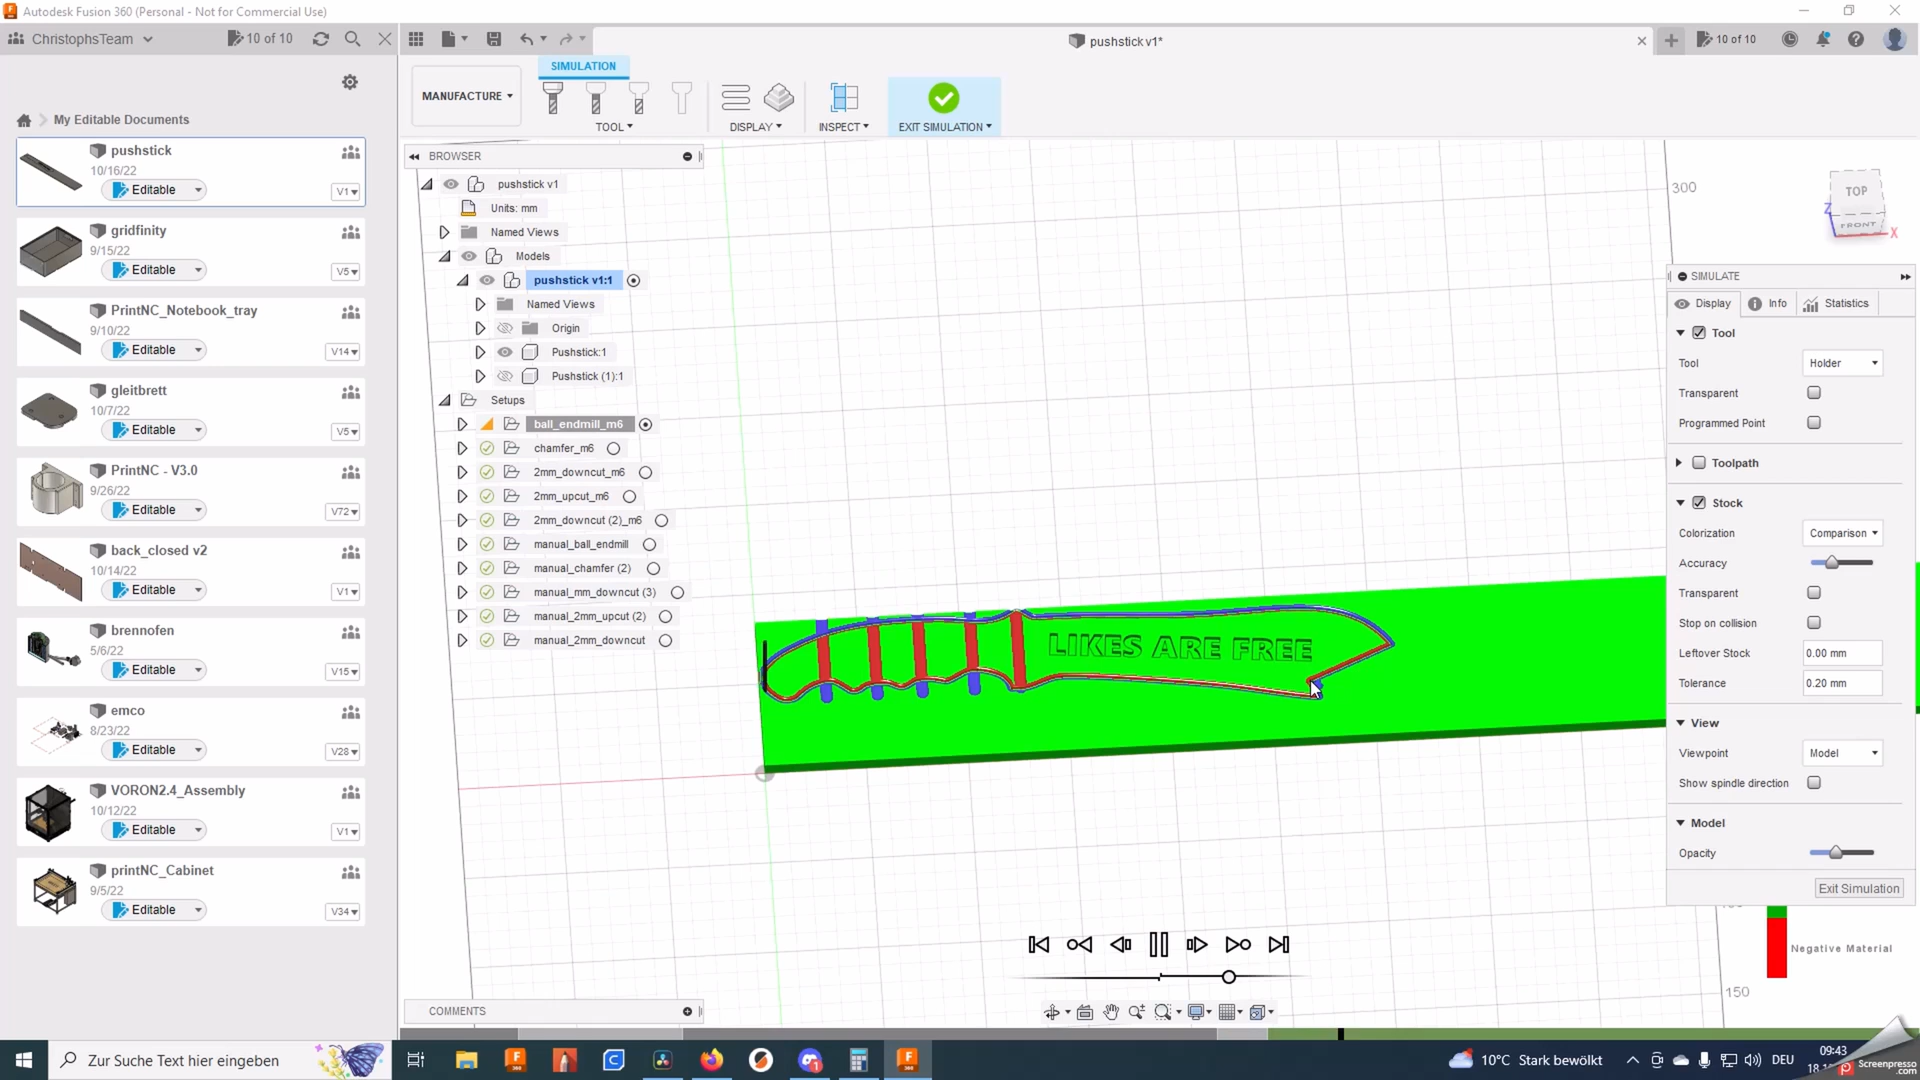 Autodesk Fusion 360 (Personal - Not for Commercial Use)
ChristophsTeam
10 of 10
pushstick v1*
10 of 10
MANUFACTURE
SIMULATION
TOOL
DISPLAY
INSPECT
EXIT SIMULATION
My Editable Documents
pushstick
10/16/22
Editable
V1
gridfinity
9/15/22
Editable
V5
PrintNC_Notebook_tray
9/10/22
Editable
V14
gleitbrett
10/7/22
Editable
V5
PrintNC - V3.0
9/26/22
Editable
V72
back_closed v2
10/14/22
Editable
V1
brennofen
5/6/22
Editable
V15
emco
8/23/22
Editable
V28
VORON2.4_Assembly
10/12/22
Editable
V1
printNC_Cabinet
9/5/22
Editable
V34
BROWSER
pushstick v1
Units: mm
Named Views
Models
pushstick v1:1
Named Views
Origin
Pushstick:1
Pushstick (1):1
Setups
ball_endmill_m6
chamfer_m6
2mm_downcut_m6
2mm_upcut_m6
2mm_downcut (2)_m6
manual_ball_endmill
manual_chamfer (2)
manual_mm_downcut (3)
manual_2mm_upcut (2)
manual_2mm_downcut
COMMENTS
LIKES ARE FREE
300
TOP
FRONT
Z
X
SIMULATE
Display
Info
Statistics
Tool
Tool
Holder
Transparent
Programmed Point
Toolpath
Stock
Colorization
Comparison
Accuracy
Transparent
Stop on collision
Leftover Stock
0.00 mm
Tolerance
0.20 mm
View
Viewpoint
Model
Show spindle direction
Model
Opacity
Exit Simulation
Negative Material
150
Zur Suche Text hier eingeben
10°C Stark bewölkt
DEU
09:43
Screenpresso
.com